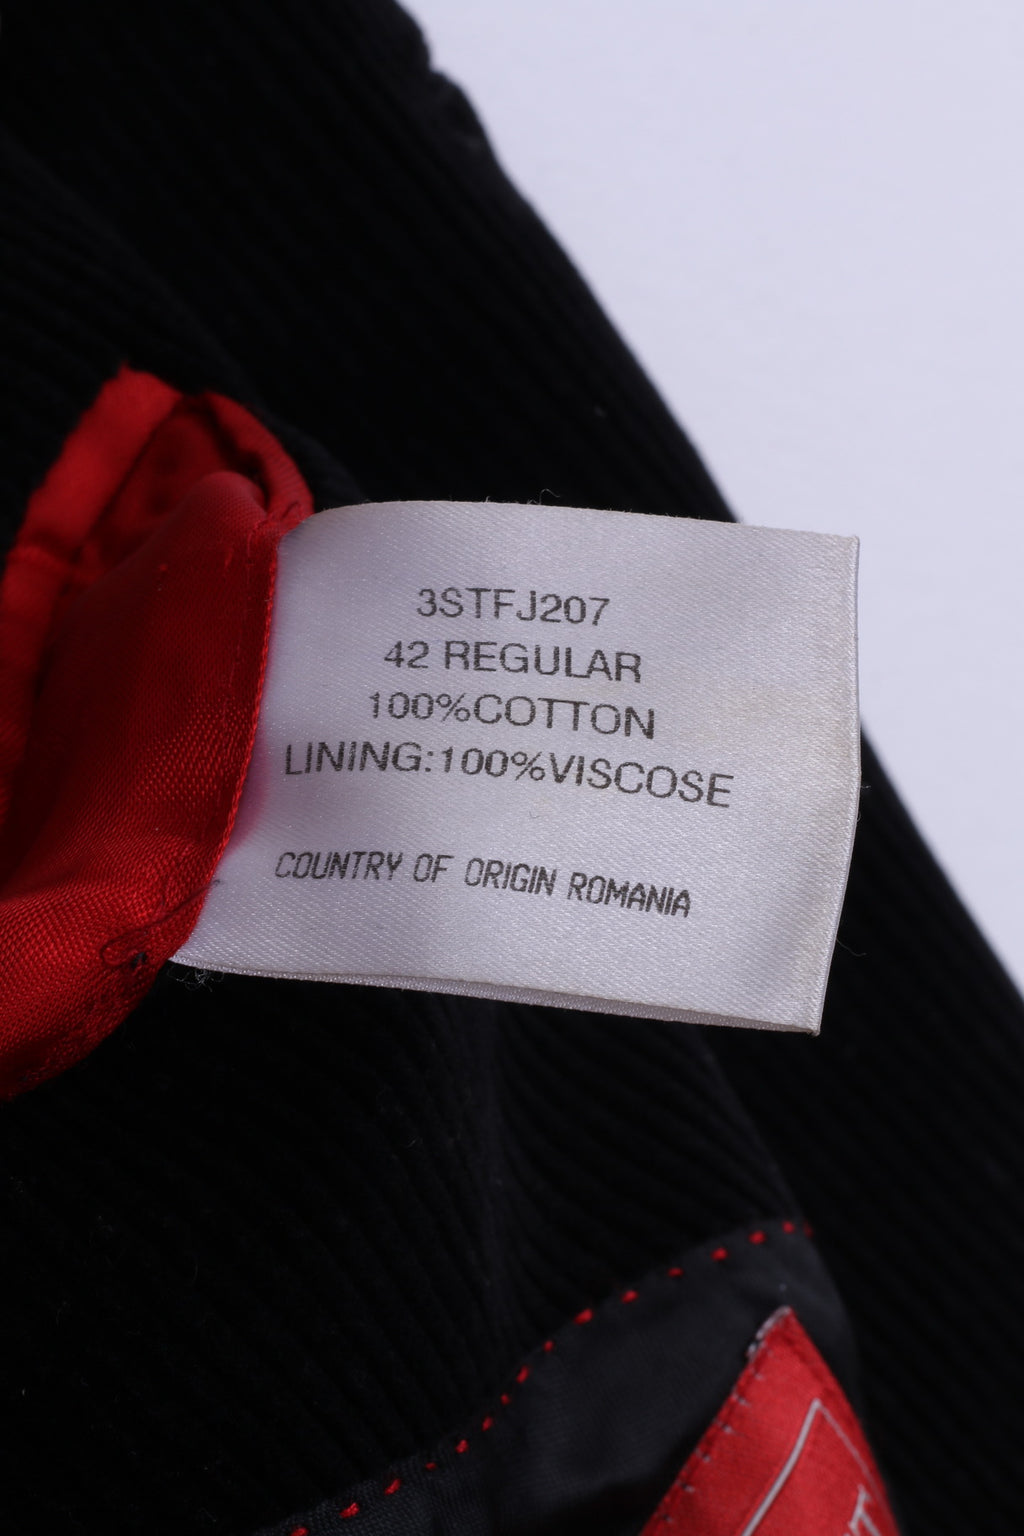 3STFJ207
42 REGULAR
100%COTTON
LINING:100%VISCOSE
COUNTRY OF ORIGIN ROMANIA